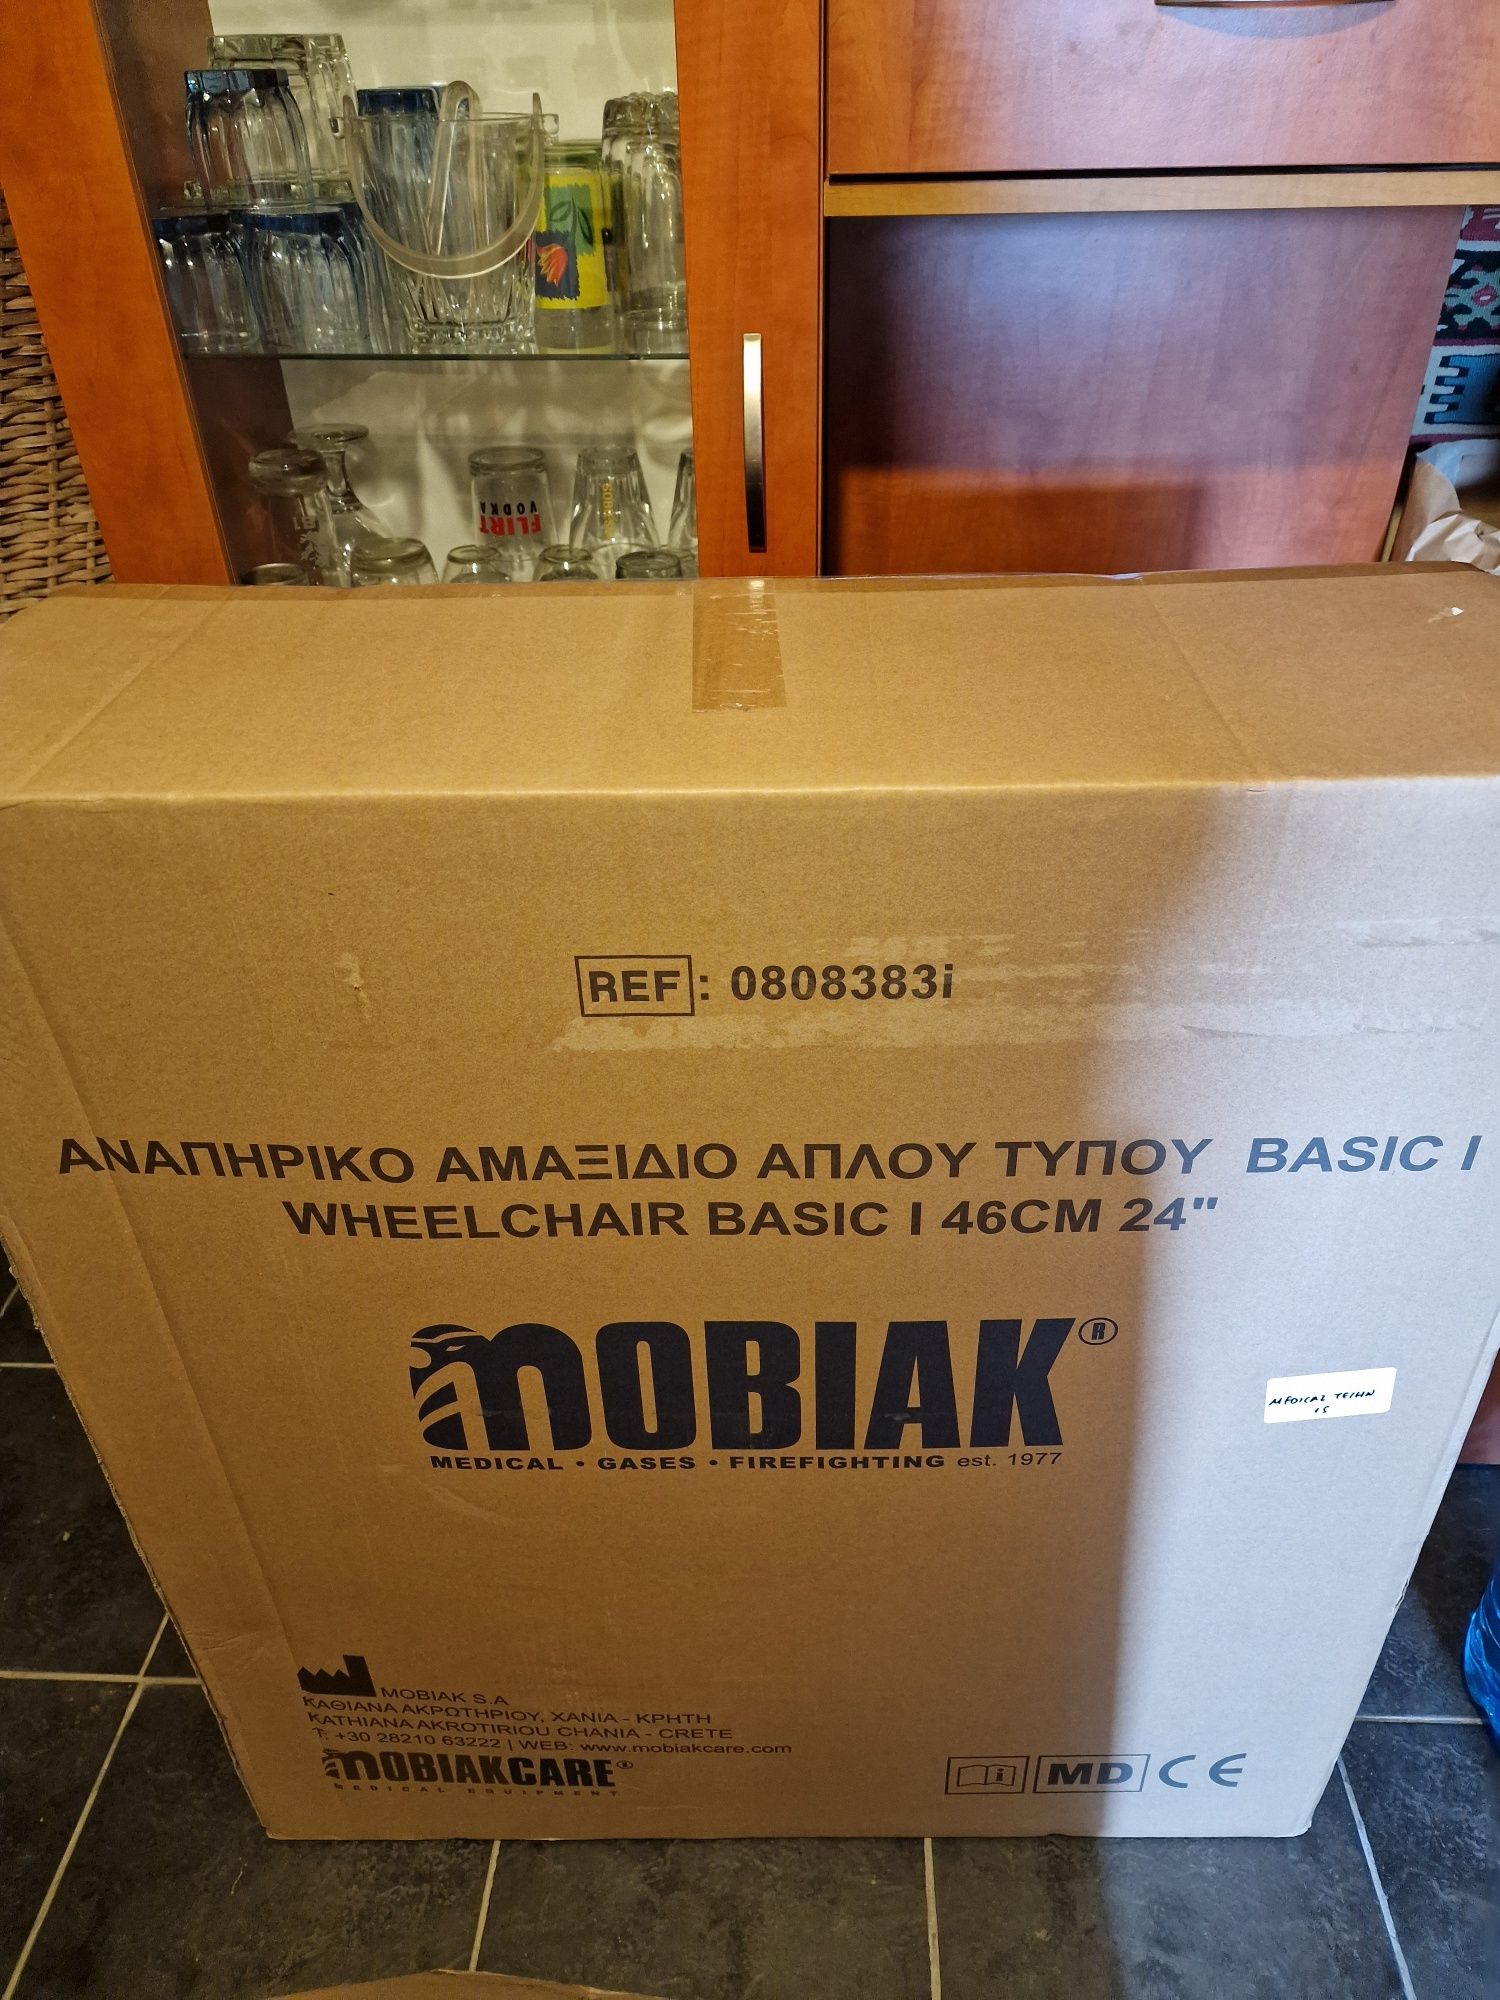 FLIRT
VODKA
REF: 0808383i
ΑΝΑΠΗΡΙΚΟ ΑΜΑΞΙΔΙΟ ΑΠΛΟΥ ΤΥΠΟΥ BASIC I
WHEELCHAIR BASIC I 46CM 24"
MOBIAK®
MEDICAL • GASES • FIREFIGHTING est. 1977
MOBIAK S.A
ΚΑΘΙΑΝΑ ΑΚΡΩΤΗΡΙΟΥ, ΧΑΝΙΑ - ΚΡΗΤΗ
KATHIANA AKROTIRIOU CHANIA - CRETE
T: +30 28210 63222 | WEB: www.mobiakcare.com
MOBIAKCARE®
MEDICAL EQUIPMENT
i MD CE